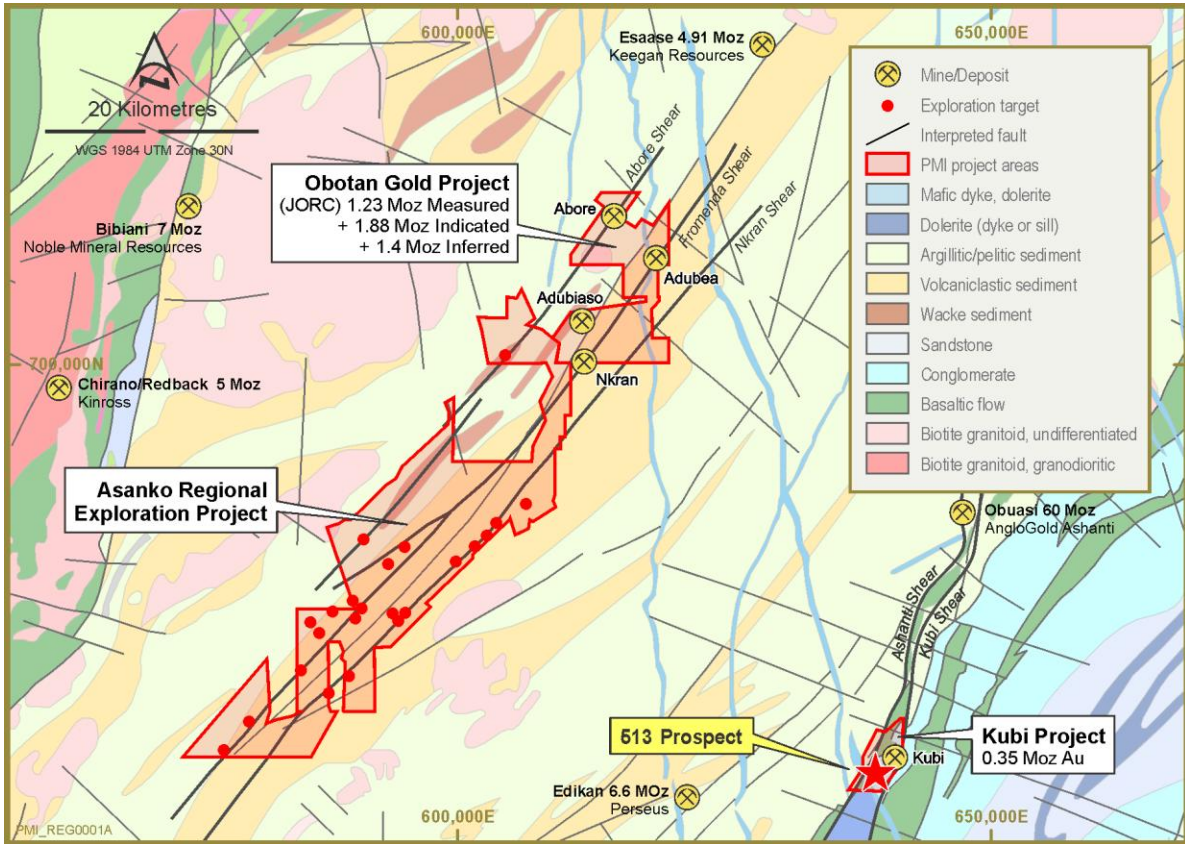 600,000E
650,000E
Esaase 4.91 Moz
Keegan Resources
20 Kilometres
WGS 1984 UTM Zone 30N
Obotan Gold Project
(JORC) 1.23 Moz Measured
+ 1.88 Moz Indicated
+ 1.4 Moz Inferred
Bibiani 7 Moz
Noble Mineral Resources
Abore
Abore Shear
Fromenda Shear
Nkran Shear
Adubea
Adubiaso
Nkran
700,000N
Chirano/Redback 5 Moz
Kinross
Asanko Regional
Exploration Project
Mine/Deposit
Exploration target
Interpreted fault
PMI project areas
Mafic dyke, dolerite
Dolerite (dyke or sill)
Argillitic/pelitic sediment
Volcaniclastic sediment
Wacke sediment
Sandstone
Conglomerate
Basaltic flow
Biotite granitoid, undifferentiated
Biotite granitoid, granodioritic
Obuasi 60 Moz
AngloGold Ashanti
Ashanti Shear
Kubi Shear
513 Prospect
Kubi Project
0.35 Moz Au
Kubi
Edikan 6.6 MOz
Perseus
PMI_REG0001A
600,000E
650,000E